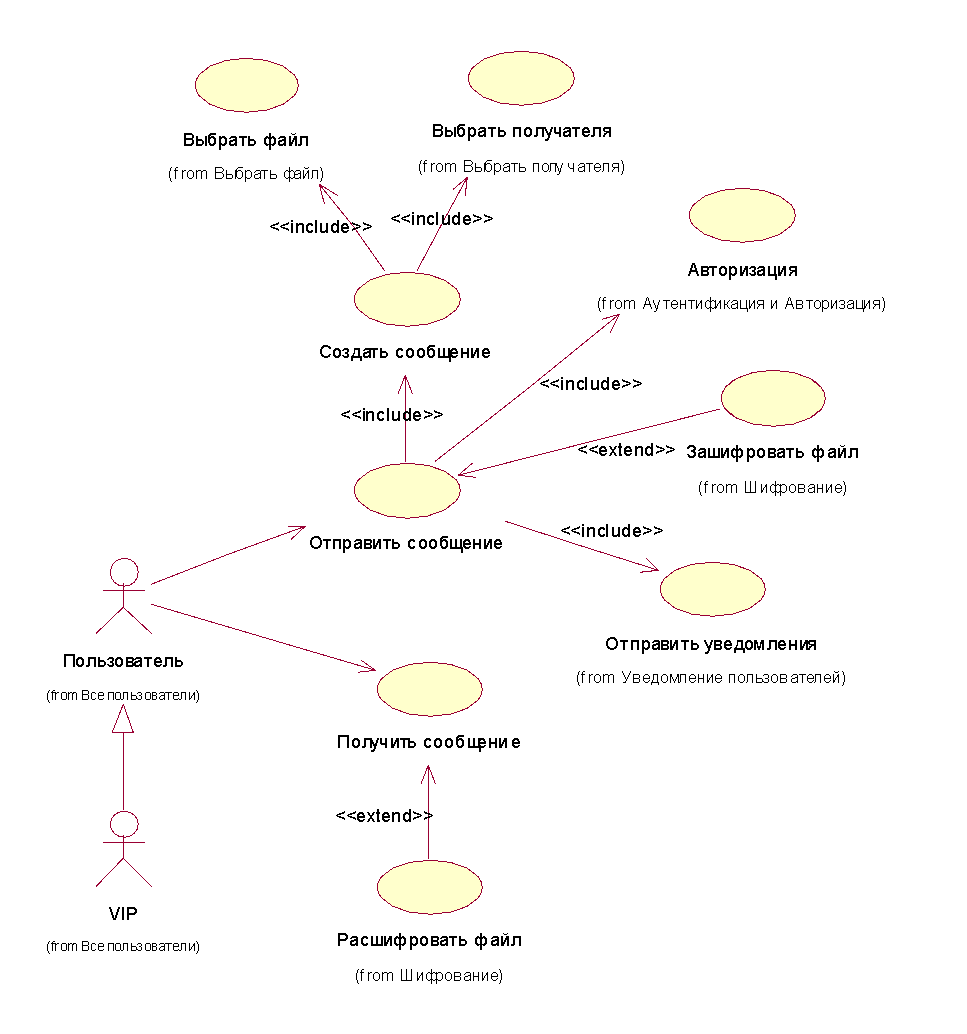 Выбрать файл
(from Выбрать файл)
Выбрать получателя
(from Выбрать получателя)
<<include>>
<<include>>
Авторизация
(from Аутентификация и Авторизация)
Создать сообщение
<<include>>
<<include>>
<<extend>>
Зашифровать файл
(from Шифрование)
Отправить сообщение
<<include>>
Отправить уведомления
(from Уведомление пользователей)
Пользователь
(from Все пользователи)
Получить сообщение
<<extend>>
VIP
(from Все пользователи)
Расшифровать файл
(from Шифрование)